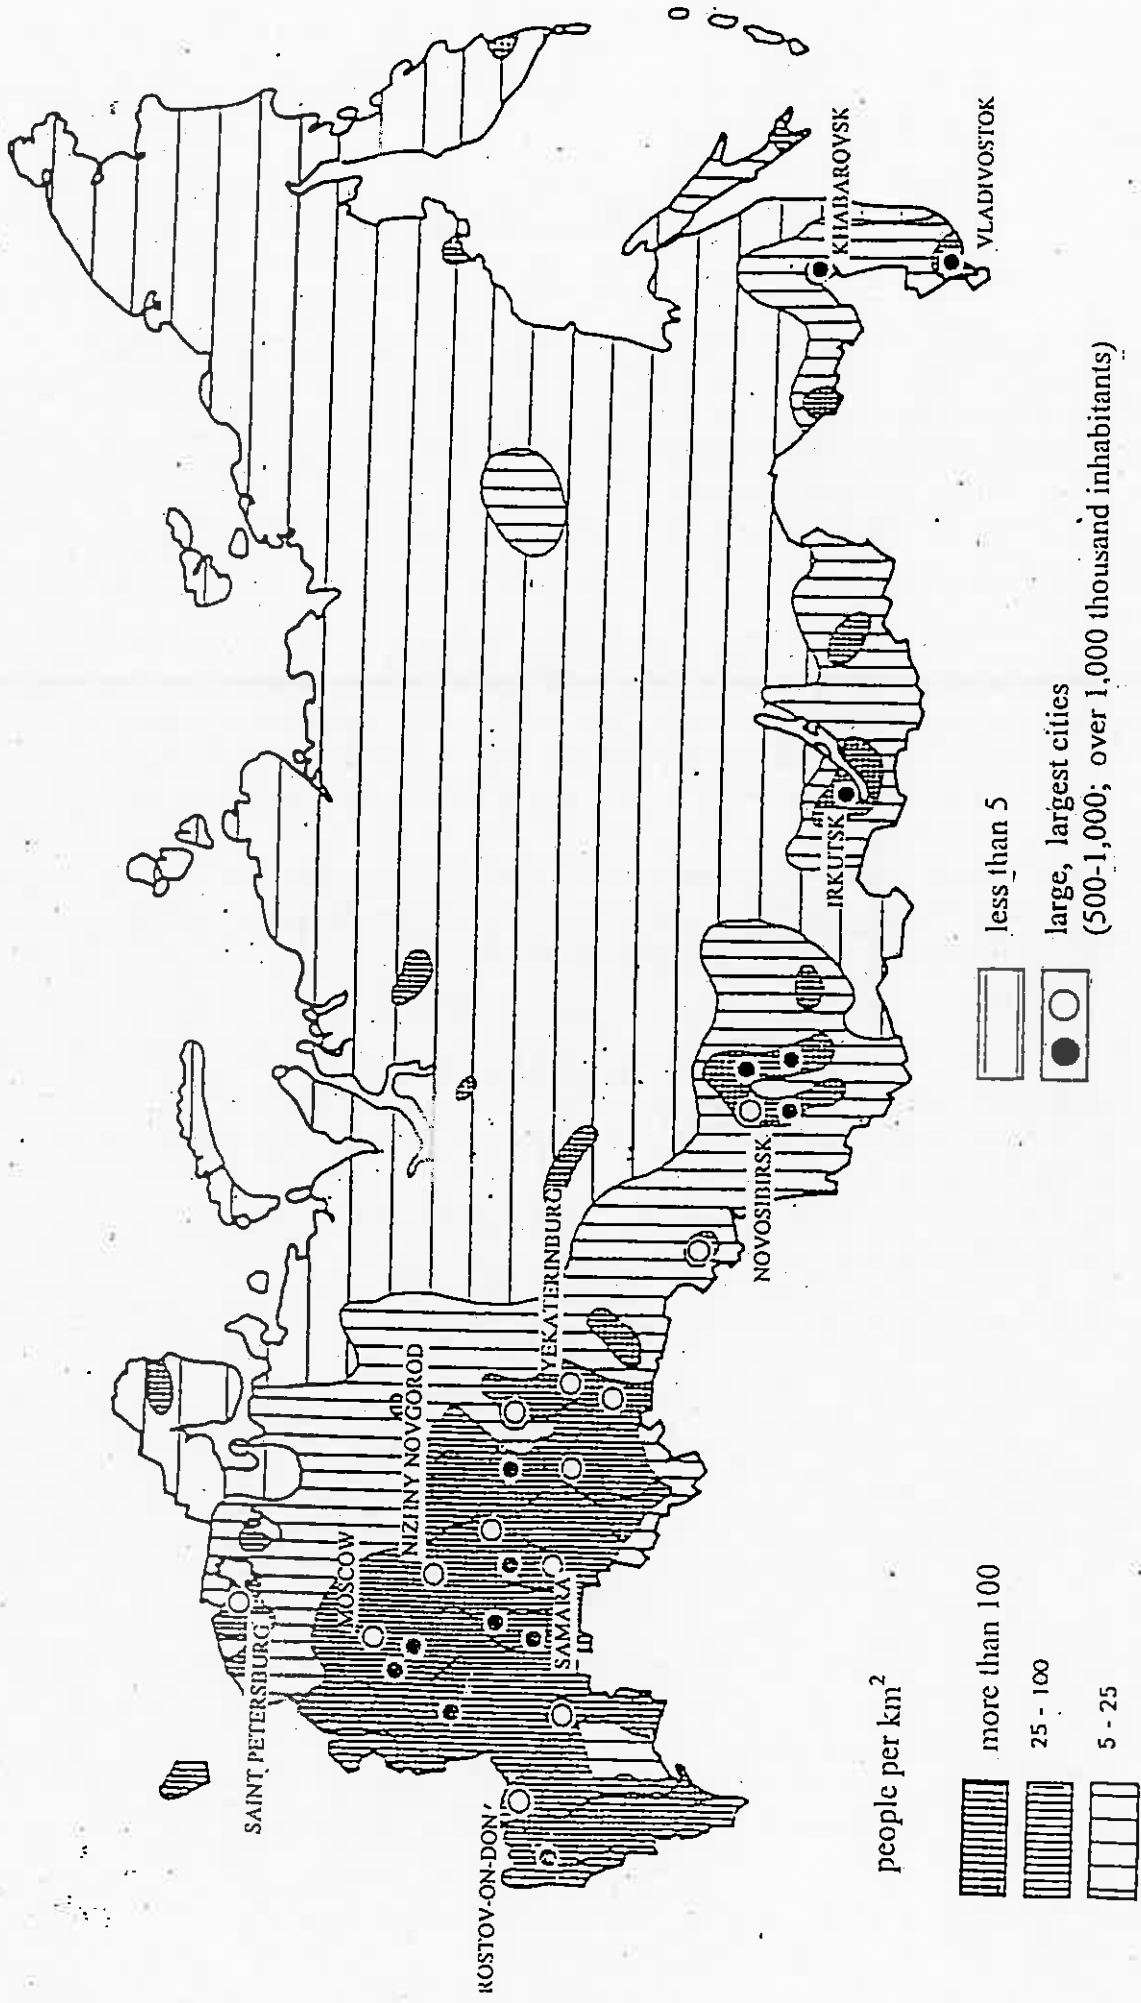 SAINT PETERSBURG
MOSCOW
NIZHNY NOVGOROD
YEKATERINBURG
ROSTOV-ON-DON
SAMARA
NOVOSIBIRSK
IRKUTSK
KHABAROVSK
VLADIVOSTOK
people per km²
more than 100
25 - 100
5 - 25
less than 5
large, largest cities
(500-1,000; over 1,000 thousand inhabitants)